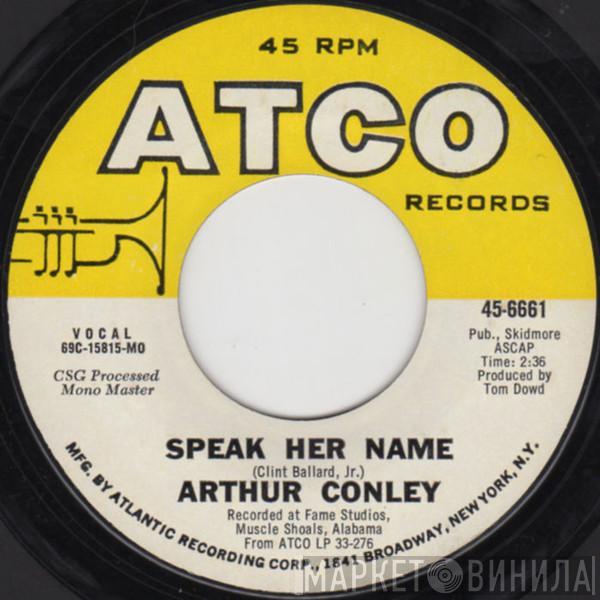 45 RPM
ATCO
RECORDS
VOCAL
69C-15815-MO
CSG Processed
Mono Master
45-6661
Pub., Skidmore
ASCAP
Time: 2:36
Produced by
Tom Dowd
SPEAK HER NAME
(Clint Ballard, Jr.)
ARTHUR CONLEY
Recorded at Fame Studios,
Muscle Shoals, Alabama
From ATCO LP 33-276
MFG. BY ATLANTIC RECORDING CORP., 1841 BROADWAY, NEW YORK, N.Y.
МАРКЕТ ВИНИЛА